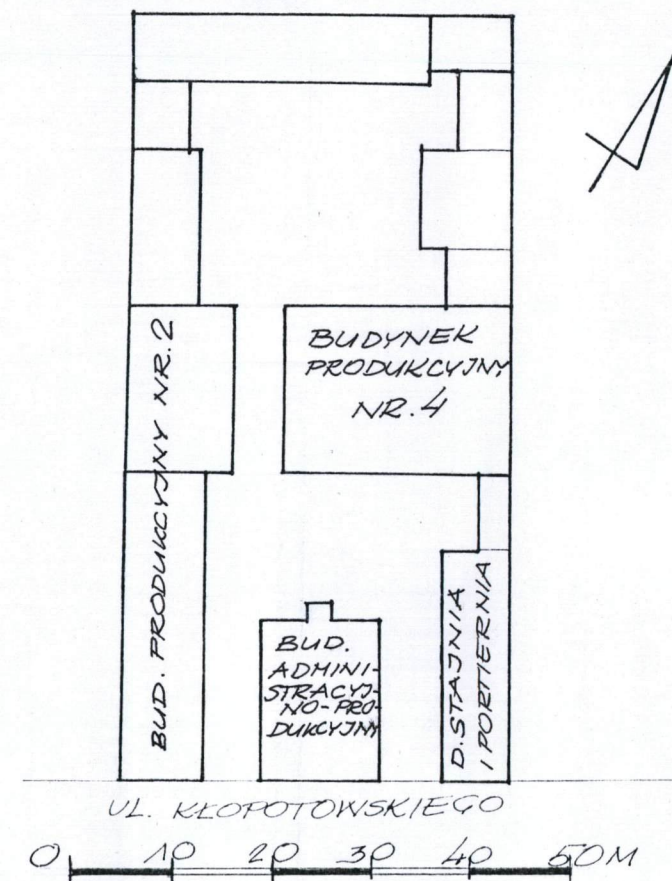 BUDYNEK
PRODUKCYJNY
NR. 4
BUD. PRODUKCYJNY NR. 2
BUD.
ADMINI-
STRACYJ-
NO-PRO-
DUKCYJNY
D. STAJNIA
I PORTIERNIA
UL. KŁOPOTOWSKIEGO
0 10 20 30 40 50M